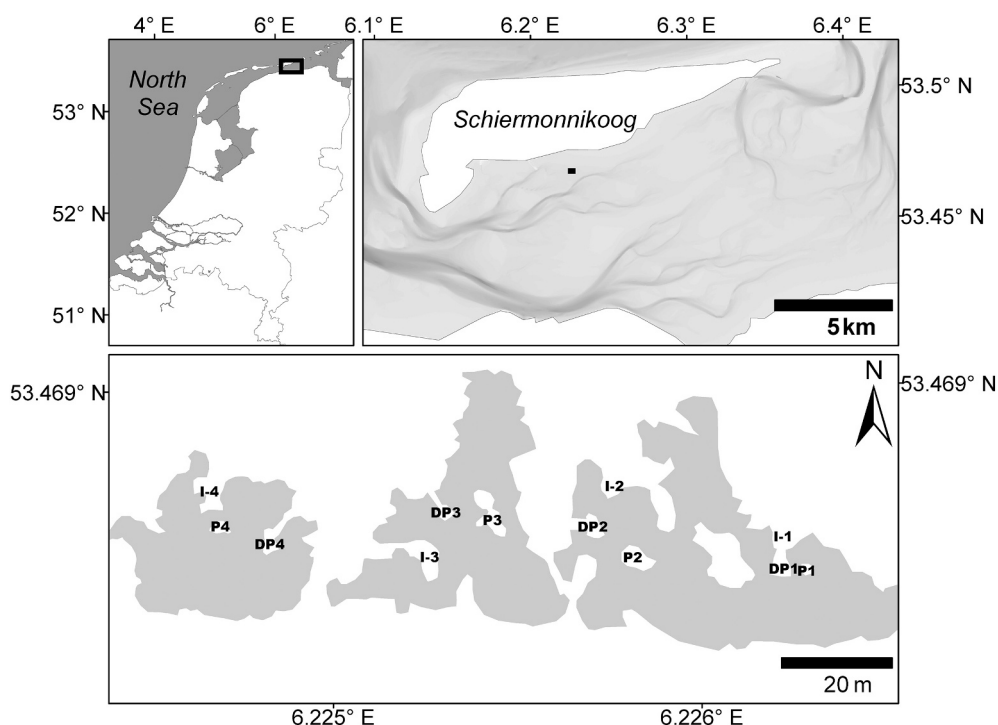 4° E 6° E 6.1° E 6.2° E 6.3° E 6.4° E
North
Sea
53° N
52° N
51° N
Schiermonnikoog
53.5° N
53.45° N
5 km
53.469° N
53.469° N
N
I-4
P4
DP4
DP3
P3
I-3
I-2
DP2
P2
I-1
DP1
P1
20 m
6.225° E 6.226° E